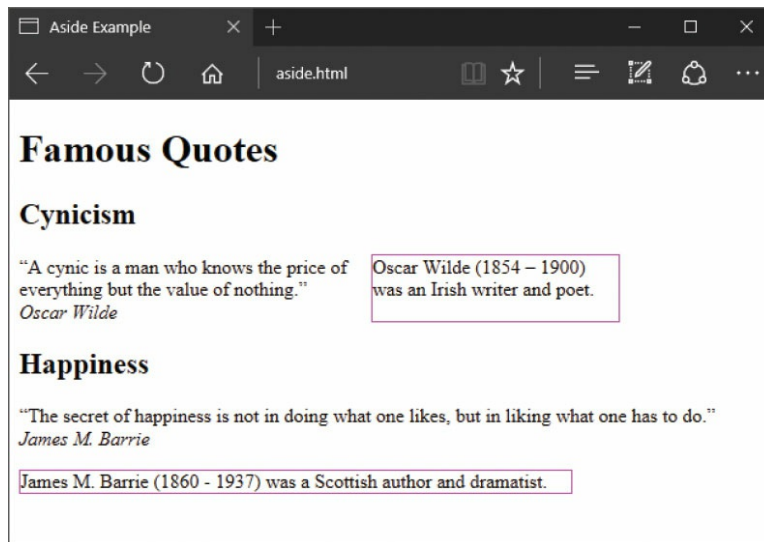 Aside Example
aside.html
Famous Quotes
Cynicism
“A cynic is a man who knows the price of
everything but the value of nothing.”
Oscar Wilde
Oscar Wilde (1854 – 1900)
was an Irish writer and poet.
Happiness
“The secret of happiness is not in doing what one likes, but in liking what one has to do.”
James M. Barrie
James M. Barrie (1860 - 1937) was a Scottish author and dramatist.